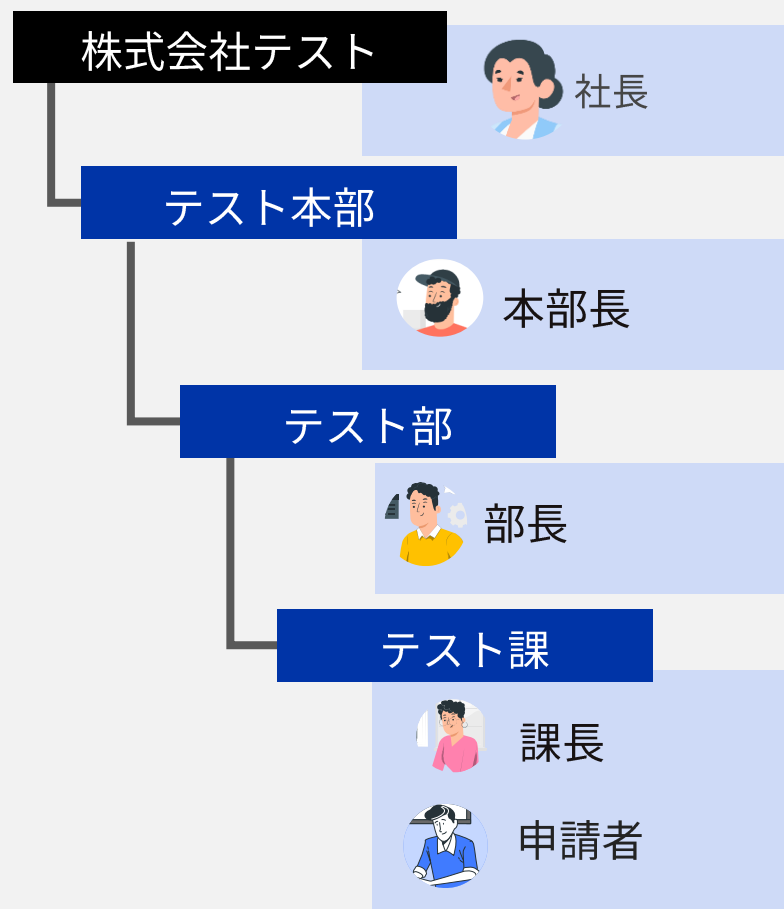 株式会社テスト
社長
テスト本部
本部長
テスト部
部長
テスト課
課長
申請者